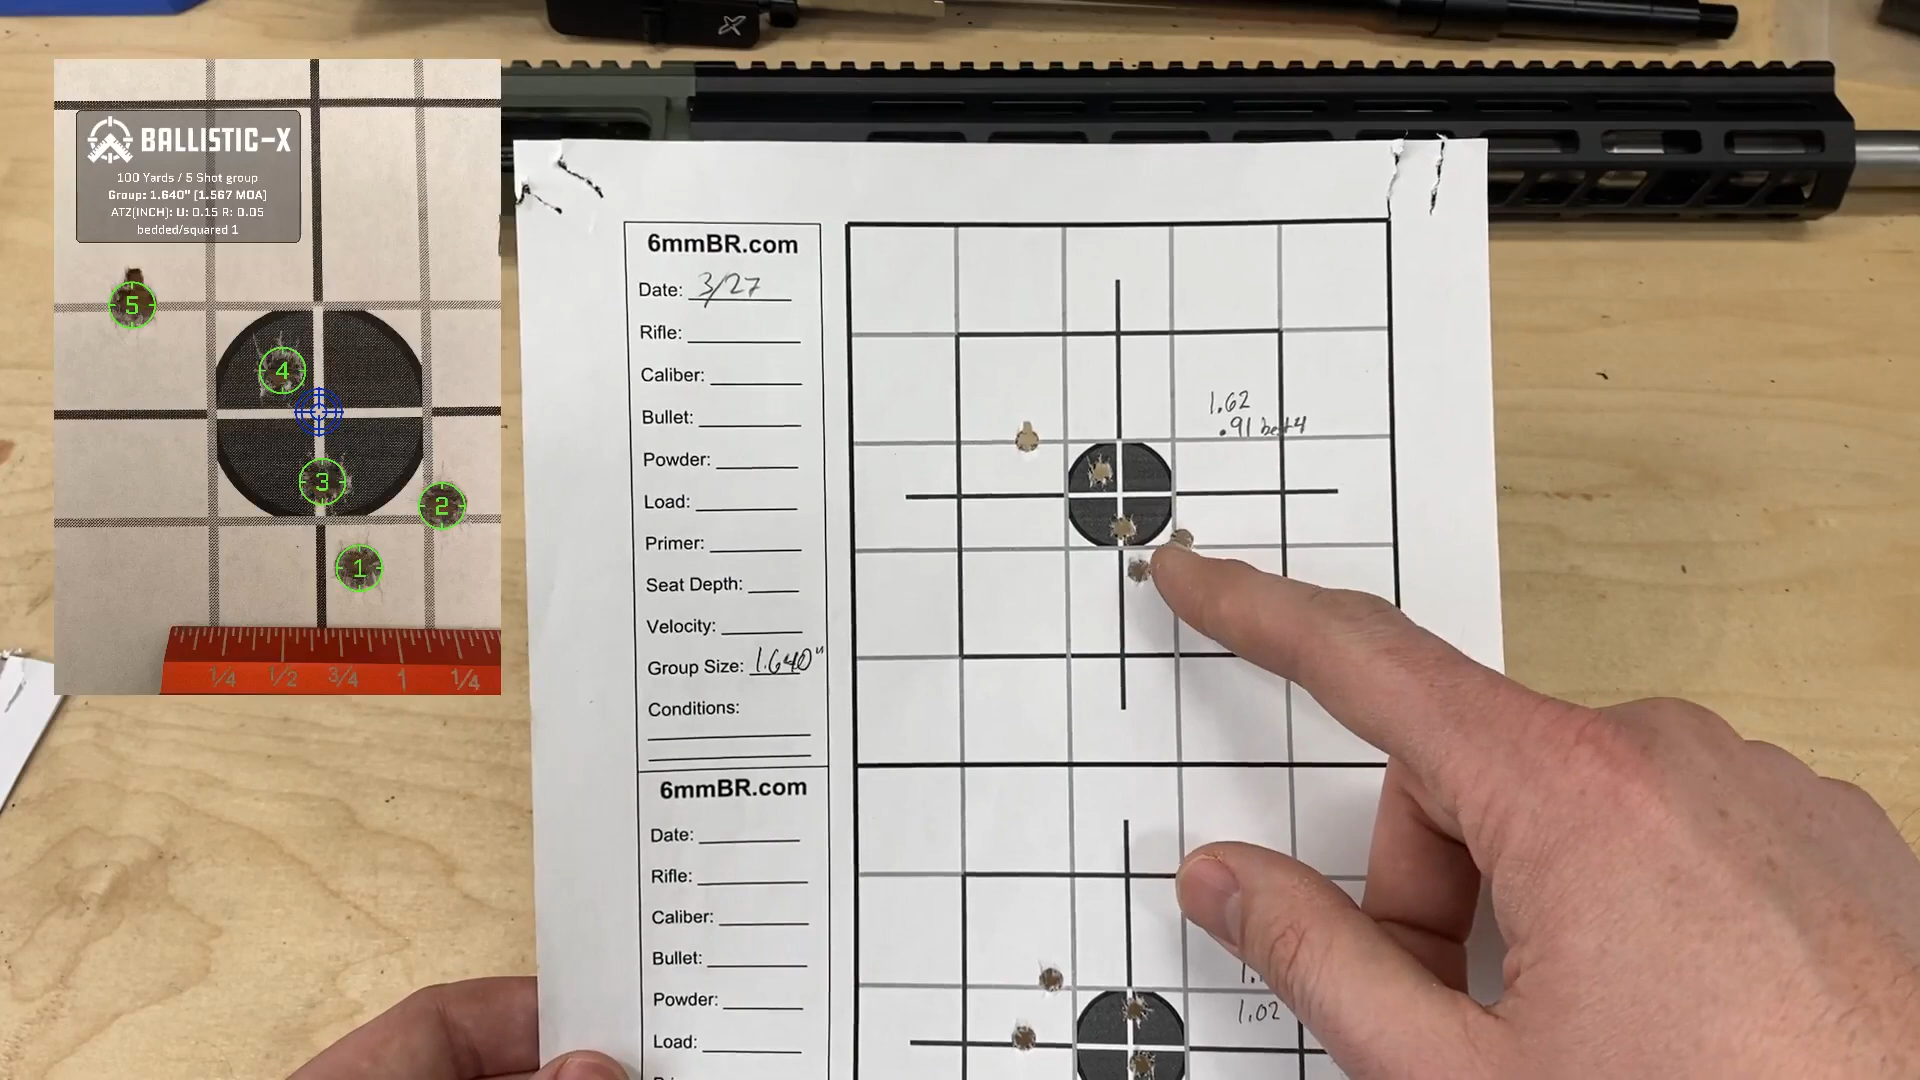 BALLISTIC-X
100 Yards / 5 Shot group
Group: 1.640" (1.567 MOA)
ATZ(INCH): U: 0.15 R: 0.05
bedded/squared 1
5
4
3
2
1
1/4 1/2 3/4 1 1/4
6mmBR.com
Date: 3/27
Rifle:
Caliber:
Bullet:
Powder:
Load:
Primer:
Seat Depth:
Velocity:
Group Size: 1.640"
Conditions:
1.62
.91 best 4
6mmBR.com
Date:
Rifle:
Caliber:
Bullet:
Powder:
Load:
1.02